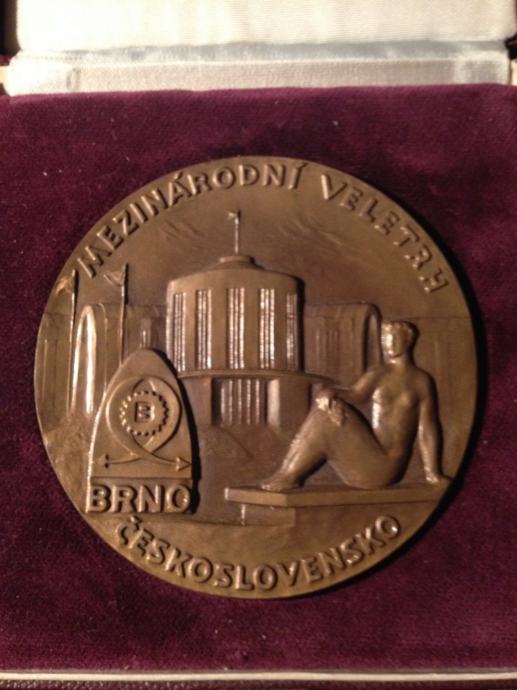 MEZINÁRODNÍ VELETRH
B
BRNO
ČESKOSLOVENSKO